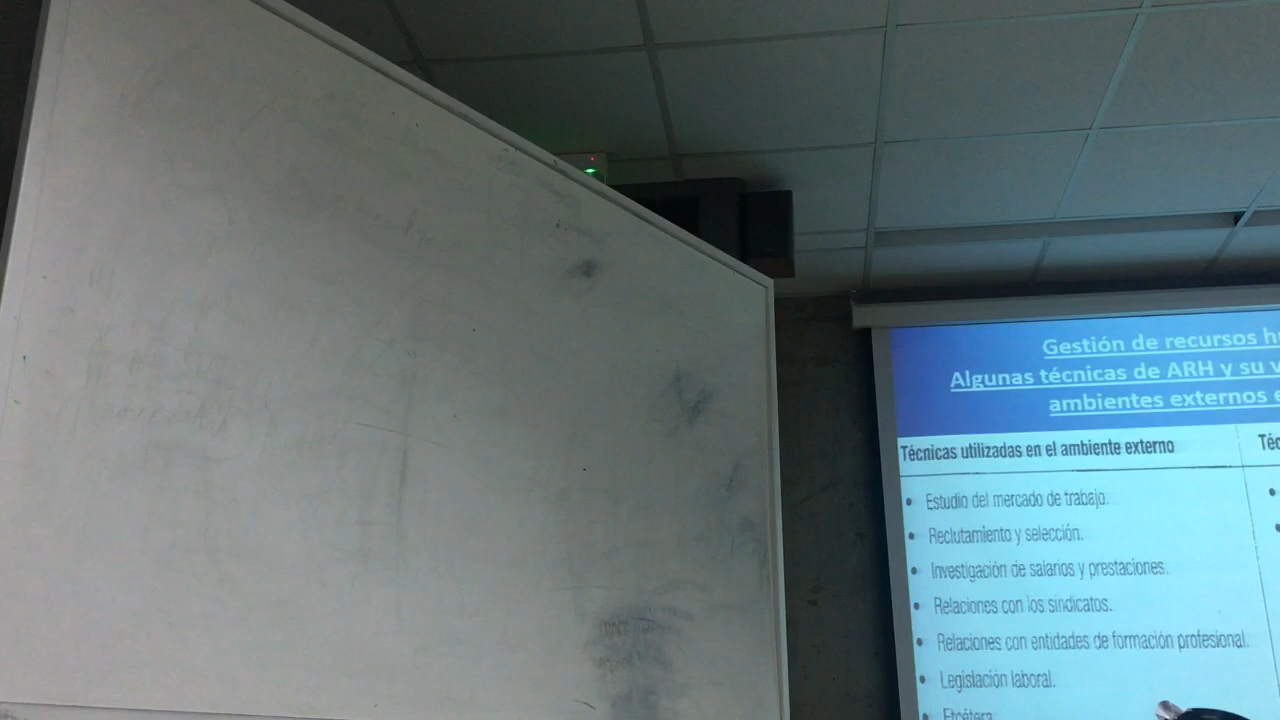 Gestión de recursos h
Algunas técnicas de ARH y su v
ambientes externos e
Técnicas utilizadas en el ambiente externo
Téc
• Estudio del mercado de trabajo.
• Reclutamiento y selección.
• Investigación de salarios y prestaciones.
• Relaciones con los sindicatos.
• Relaciones con entidades de formación profesional.
• Legislación laboral.
• Etcétera